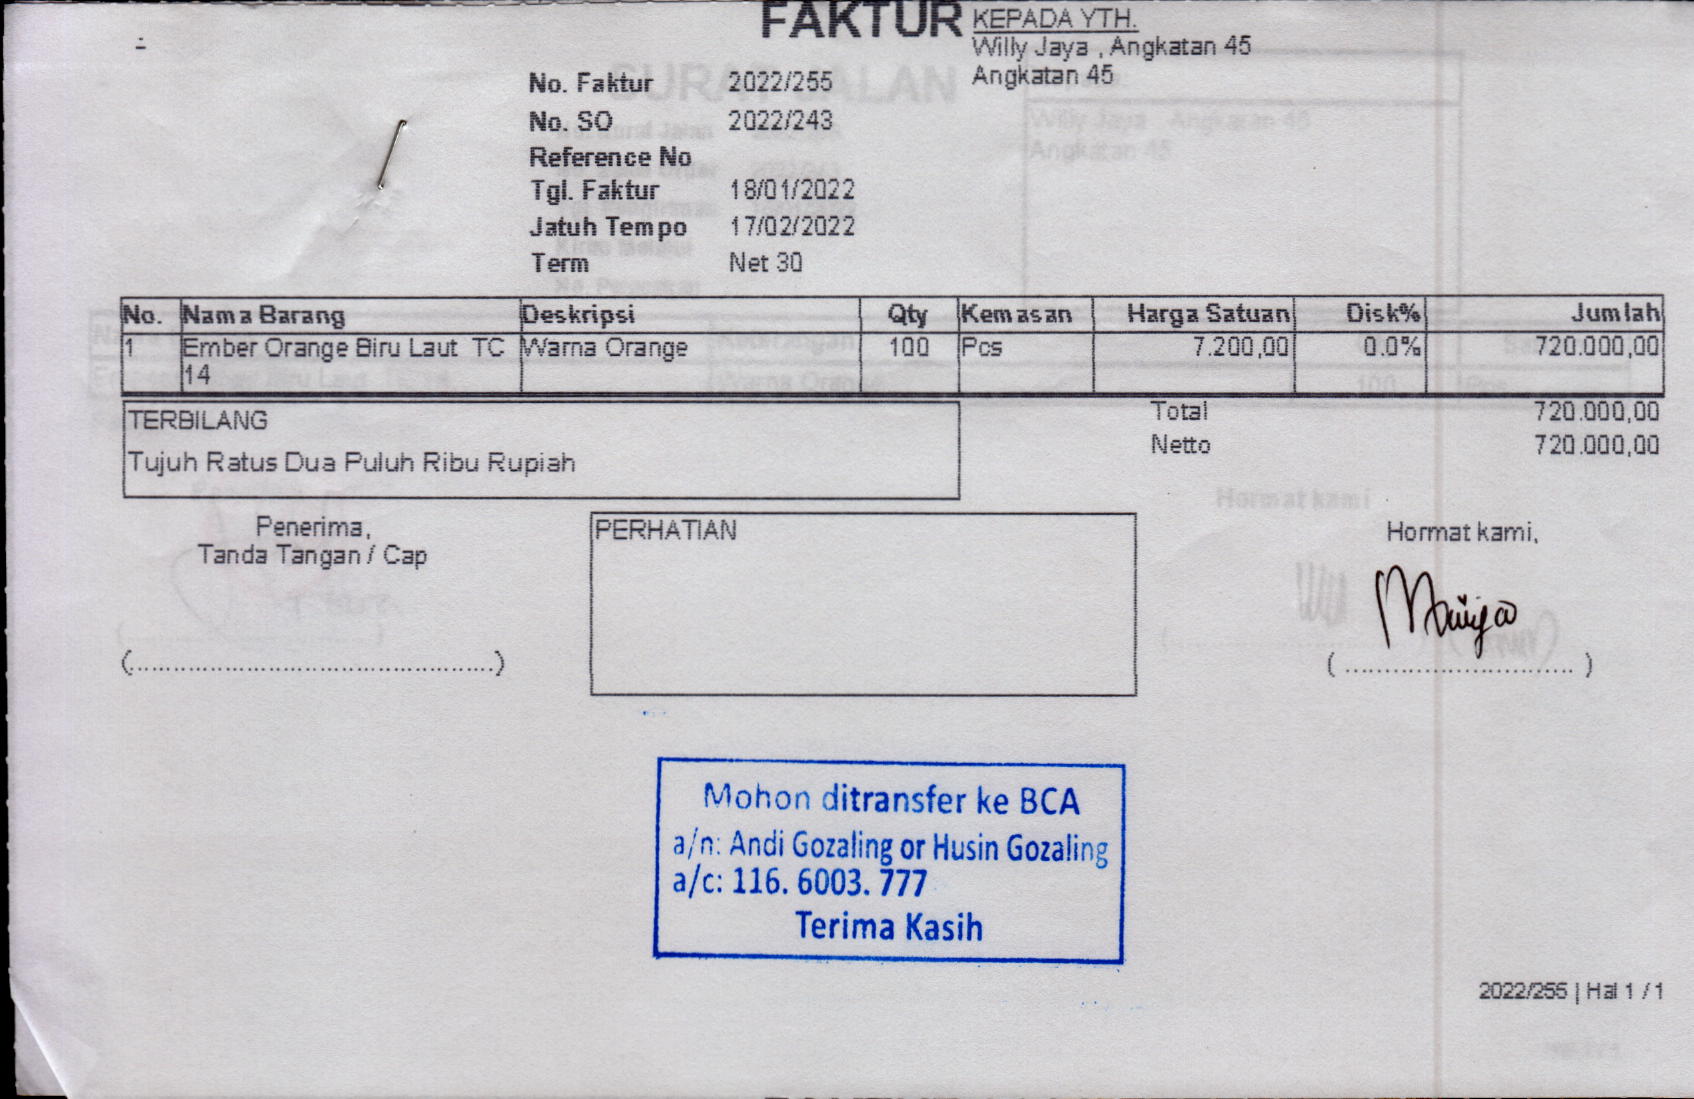 FAKTUR
KEPADA YTH.
Willy Jaya , Angkatan 45
Angkatan 45
No. Faktur 2022/255
No. SO 2022/243
Reference No
Tgl. Faktur 18/01/2022
Jatuh Tempo 17/02/2022
Term Net 30
No. Nama Barang Deskripsi Qty Kemasan Harga Satuan Disk% Jumlah
1 Ember Orange Biru Laut TC Warna Orange 100 Pcs 7.200,00 0.0% 720.000,00
14
TERBILANG
Tujuh Ratus Dua Puluh Ribu Rupiah
Total 720.000,00
Netto 720.000,00
Penerima,
Tanda Tangan / Cap
PERHATIAN
Hormat kami,
(...............................................)
( .............................. )
Mohon ditransfer ke BCA
a/n: Andi Gozaling or Husin Gozaling
a/c: 116. 6003. 777
Terima Kasih
2022/255 | Hal 1 / 1